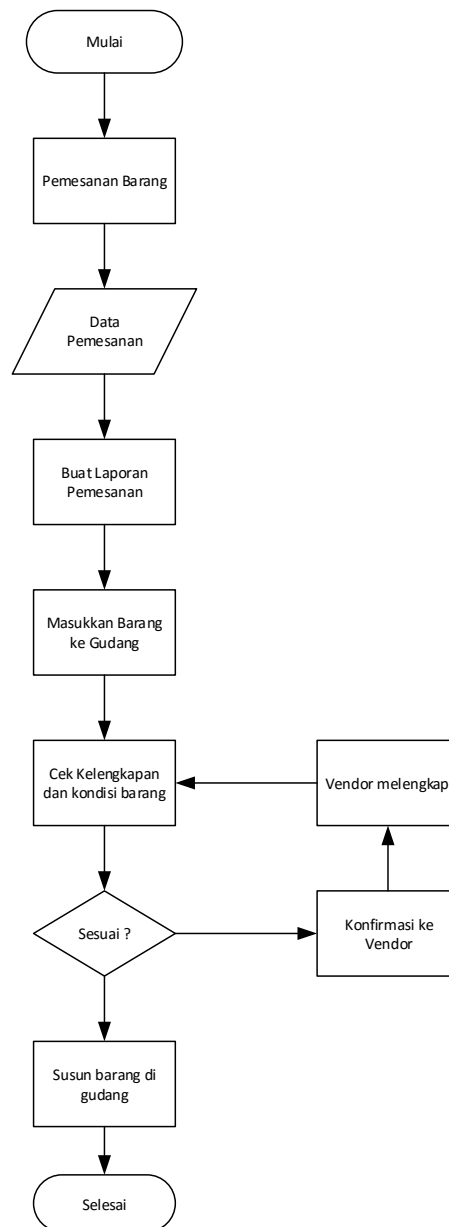 Mulai
Pemesanan Barang
Data
Pemesanan
Buat Laporan
Pemesanan
Masukkan Barang
ke Gudang
Cek Kelengkapan
dan kondisi barang
Vendor melengkap
Sesuai ?
Konfirmasi ke
Vendor
Susun barang di
gudang
Selesai